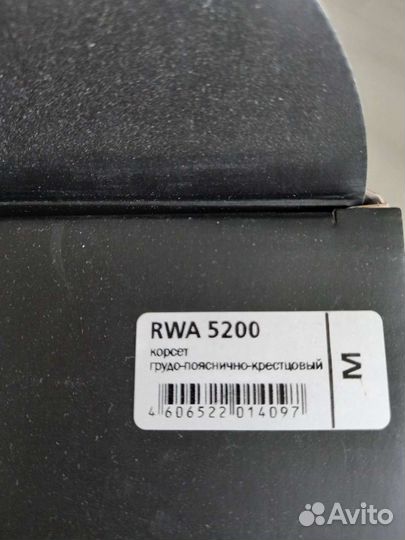 RWA 5200
корсет
грудо-пояснично-крестцовый
M
4 606522 014097
Avito